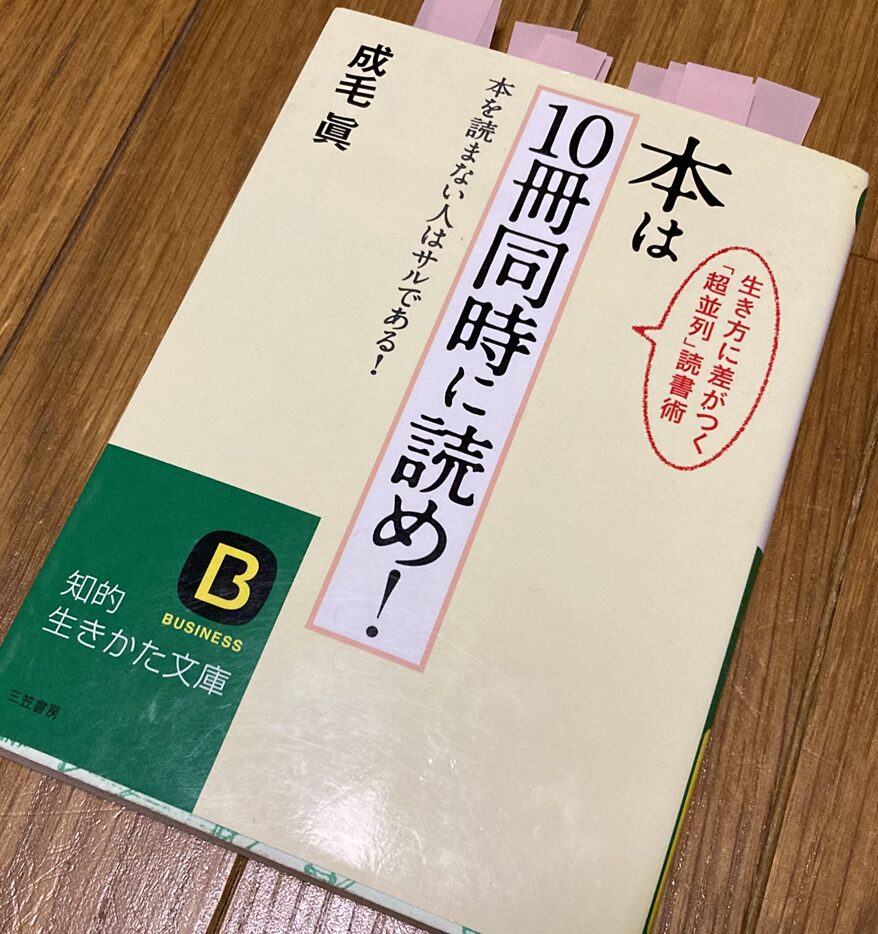 本は
10冊同時に読め!
生き方に差がつく
「超並列」読書術
本を読まない人はサルである!
成毛 眞
B
BUSINESS
知的
生きかた文庫
三笠書房